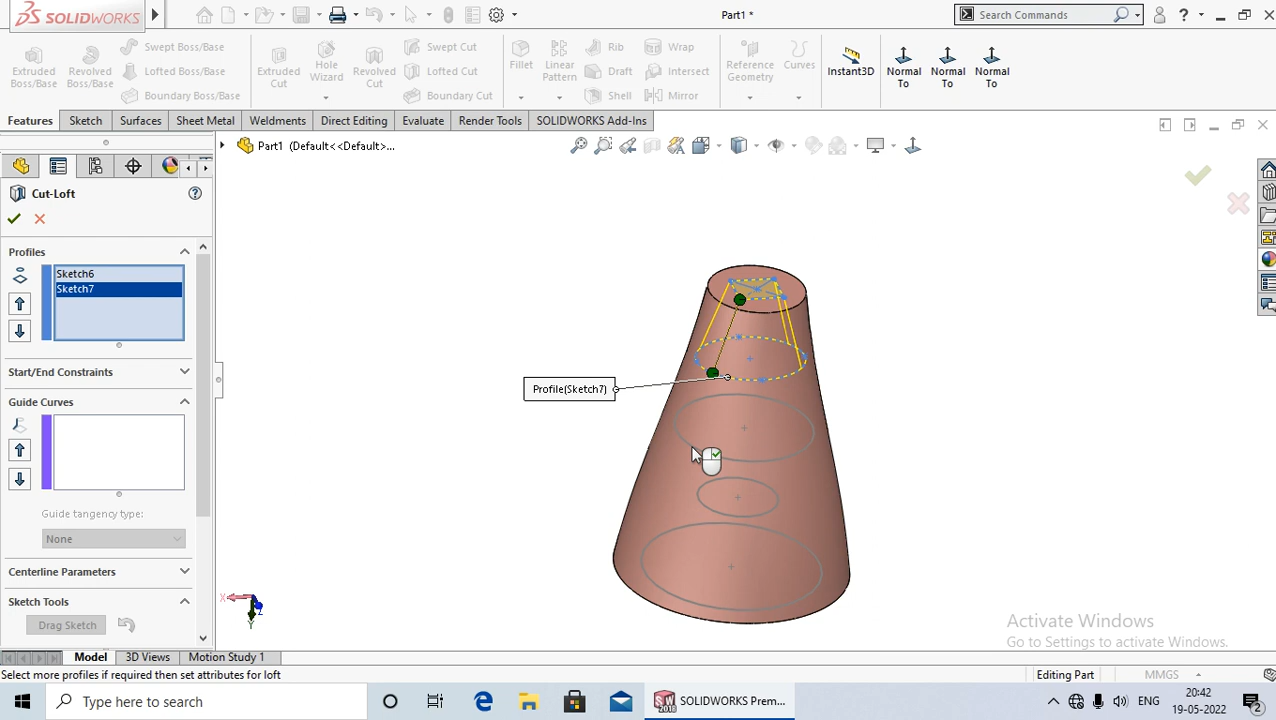 SOLIDWORKS
Part1 *
Search Commands
Extruded Boss/Base
Revolved Boss/Base
Swept Boss/Base
Lofted Boss/Base
Boundary Boss/Base
Extruded Cut
Hole Wizard
Revolved Cut
Swept Cut
Lofted Cut
Boundary Cut
Fillet
Linear Pattern
Rib
Draft
Shell
Wrap
Intersect
Mirror
Reference Geometry
Curves
Instant3D
Normal To
Normal To
Normal To
Features
Sketch
Surfaces
Sheet Metal
Weldments
Direct Editing
Evaluate
Render Tools
SOLIDWORKS Add-Ins
Part1 (Default<<Default>...
Cut-Loft
Profiles
Sketch6
Sketch7
Start/End Constraints
Guide Curves
Guide tangency type:
None
Centerline Parameters
Sketch Tools
Drag Sketch
Profile(Sketch7)
X
Y
Z
Activate Windows
Go to Settings to activate Windows.
Model
3D Views
Motion Study 1
Select more profiles if required then set attributes for loft
Editing Part
MMGS
Type here to search
SW
2018
SOLIDWORKS Prem...
ENG
20:42
19-05-2022
2